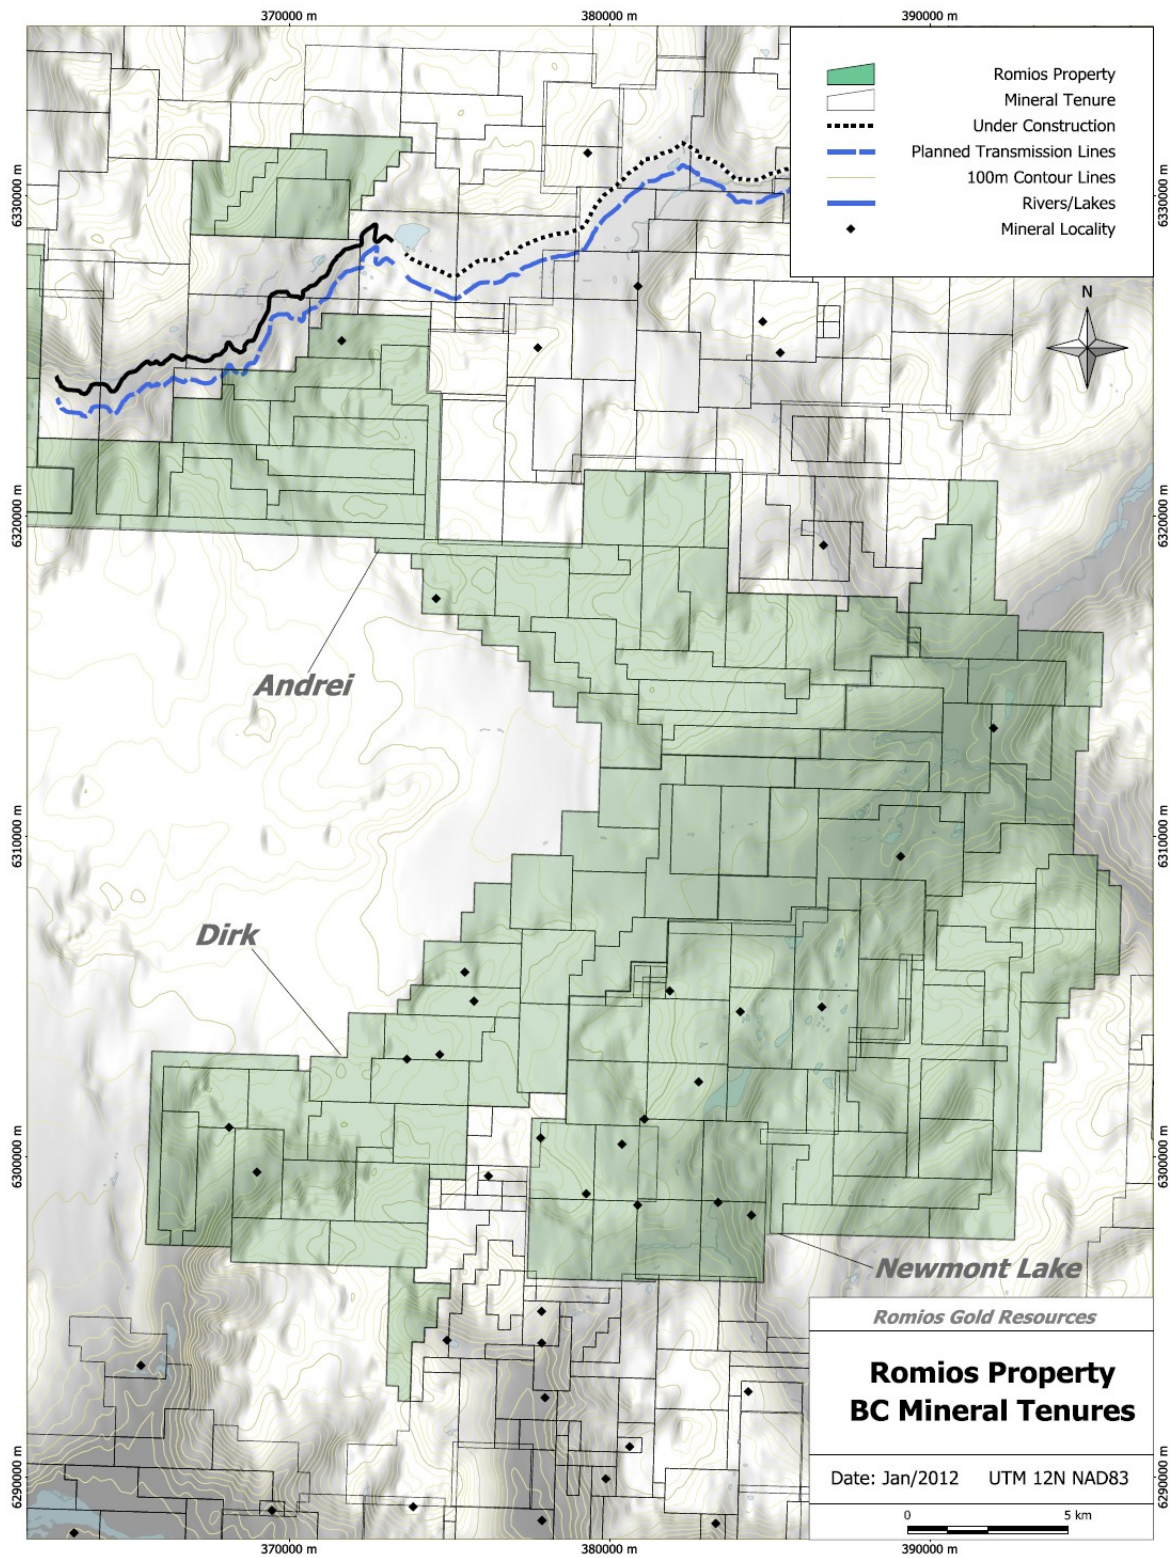 370000 m
380000 m
390000 m
Romios Property
Mineral Tenure
Under Construction
Planned Transmission Lines
100m Contour Lines
Rivers/Lakes
Mineral Locality
6330000 m
6330000 m
N
6320000 m
6320000 m
Andrei
6310000 m
6310000 m
Dirk
6300000 m
6300000 m
Newmont Lake
Romios Gold Resources
Romios Property
BC Mineral Tenures
6290000 m
6290000 m
Date: Jan/2012 UTM 12N NAD83
0 5 km
370000 m
380000 m
390000 m